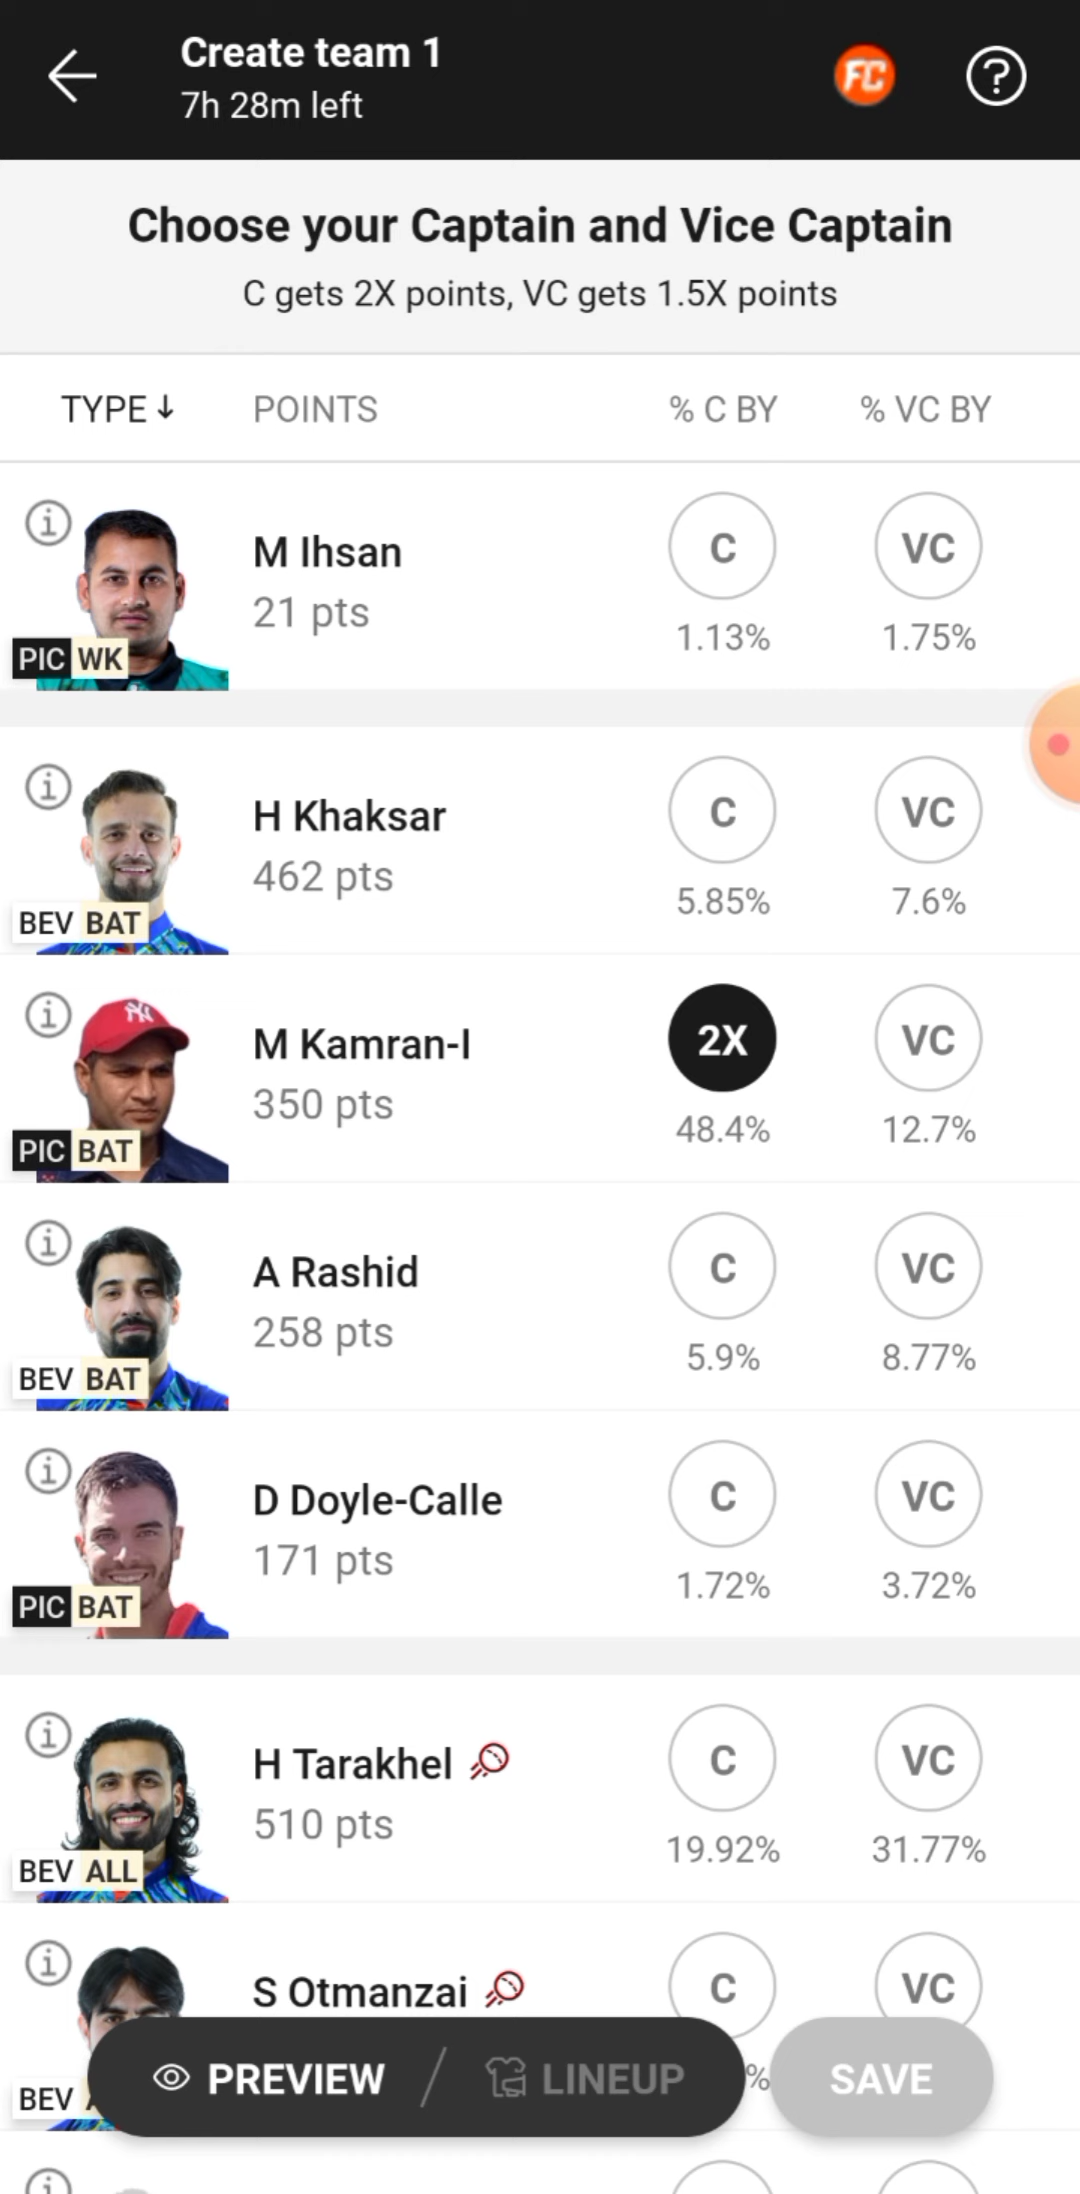 Create team 1
7h 28m left
FC
?
Choose your Captain and Vice Captain
C gets 2X points, VC gets 1.5X points
TYPE↓ POINTS % C BY % VC BY
M Ihsan C VC
21 pts 1.13% 1.75%
PIC WK
H Khaksar C VC
462 pts 5.85% 7.6%
BEV BAT
M Kamran-I 2X VC
350 pts 48.4% 12.7%
PIC BAT
A Rashid C VC
258 pts 5.9% 8.77%
BEV BAT
D Doyle-Calle C VC
171 pts 1.72% 3.72%
PIC BAT
H Tarakhel C VC
510 pts 19.92% 31.77%
BEV ALL
S Otmanzai C VC
BEV
PREVIEW / LINEUP % SAVE